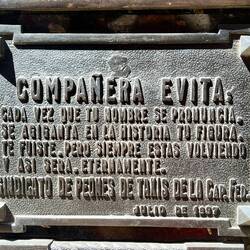 COMPAÑERA EVITA:
CADA VEZ QUE TU NOMBRE SE PRONUNCIA,
SE AGIGANTA EN LA HISTORIA TU FIGURA.
TE FUISTE, PERO SIEMPRE ESTAS VOLVIENDO
Y ASI SERA, ETERNAMENTE.
SINDICATO DE PEONES DE TAXIS DE LA CAP. FED.
JULIO DE 1997